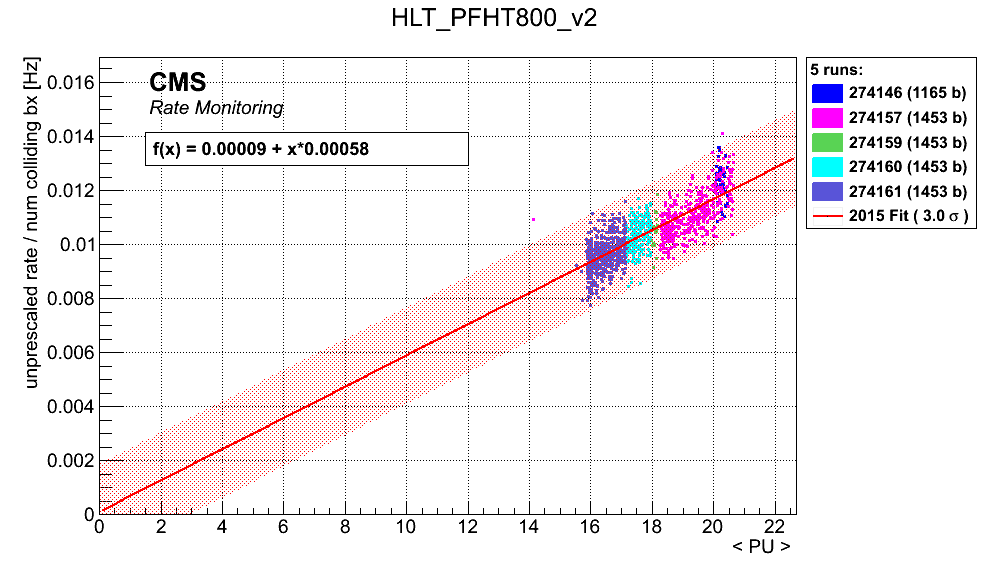 HLT_PFHT800_v2
unprescaled rate / num colliding bx [Hz]
0.016
0.014
0.012
0.01
0.008
0.006
0.004
0.002
0
CMS
Rate Monitoring
f(x) = 0.00009 + x*0.00058
0 2 4 6 8 10 12 14 16 18 20 22
< PU >
5 runs:
274146 (1165 b)
274157 (1453 b)
274159 (1453 b)
274160 (1453 b)
274161 (1453 b)
2015 Fit ( 3.0 σ )